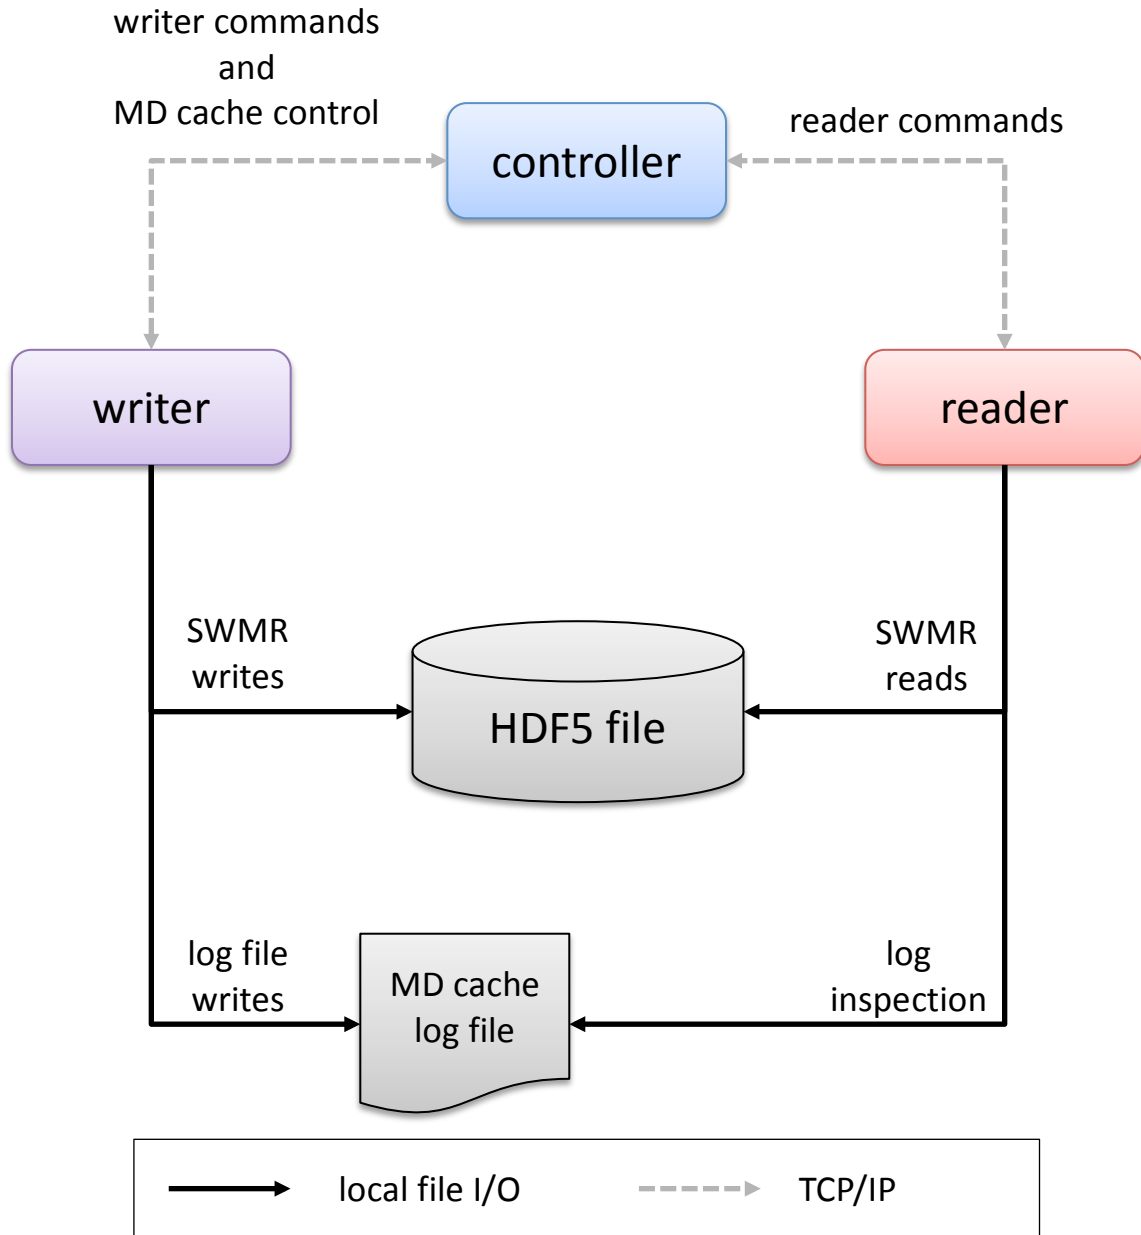 writer commands
and
MD cache control
controller
reader commands
writer
reader
SWMR
writes
HDF5 file
SWMR
reads
log file
writes
MD cache
log file
log
inspection
local file I/O
TCP/IP